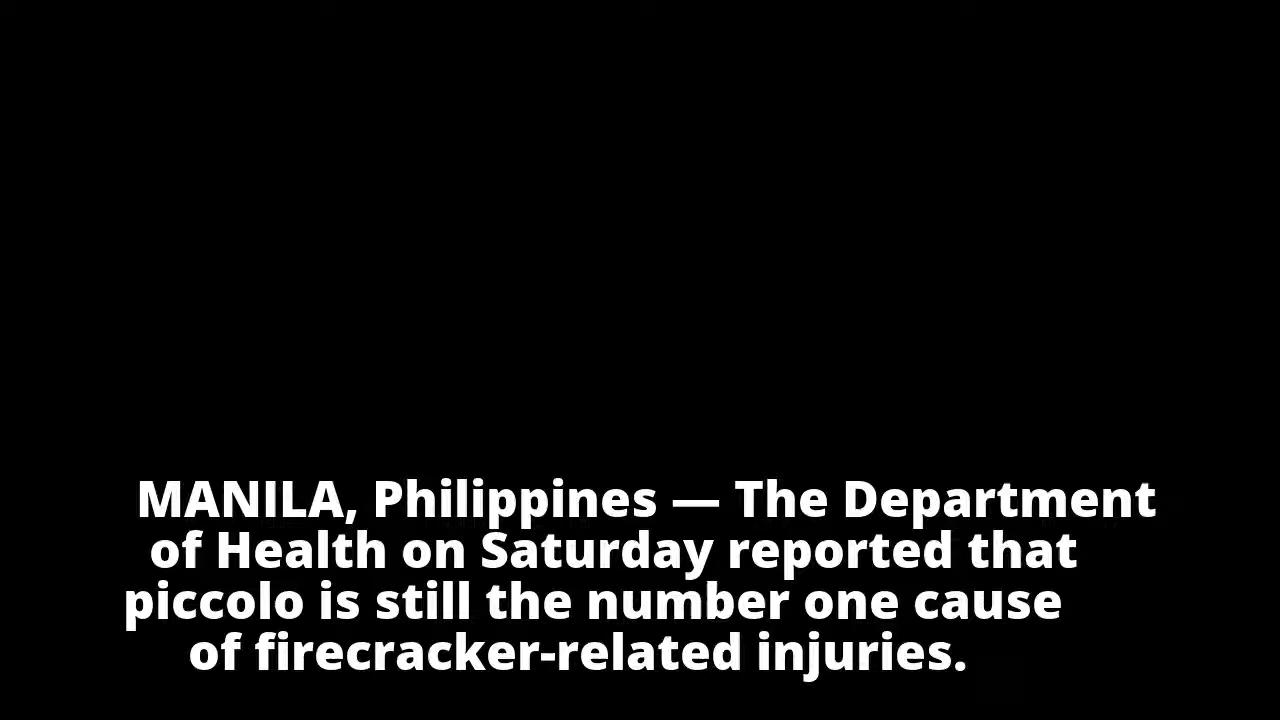 MANILA, Philippines — The Department
of Health on Saturday reported that
piccolo is still the number one cause
of firecracker-related injuries.